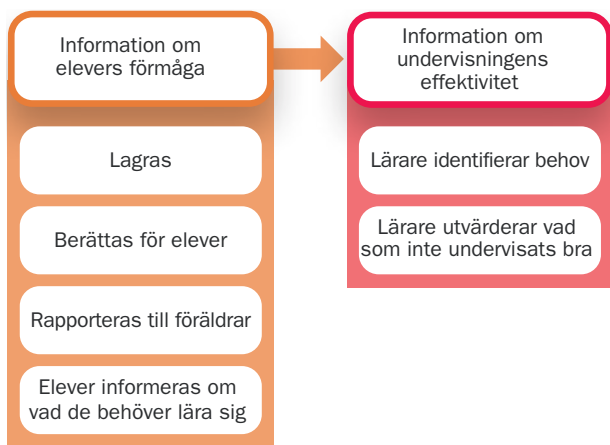 Information om
elevers förmåga
Lagras
Berättas för elever
Rapporteras till föräldrar
Elever informeras om
vad de behöver lära sig
Information om
undervisningens
effektivitet
Lärare identifierar behov
Lärare utvärderar vad
som inte undervisats bra